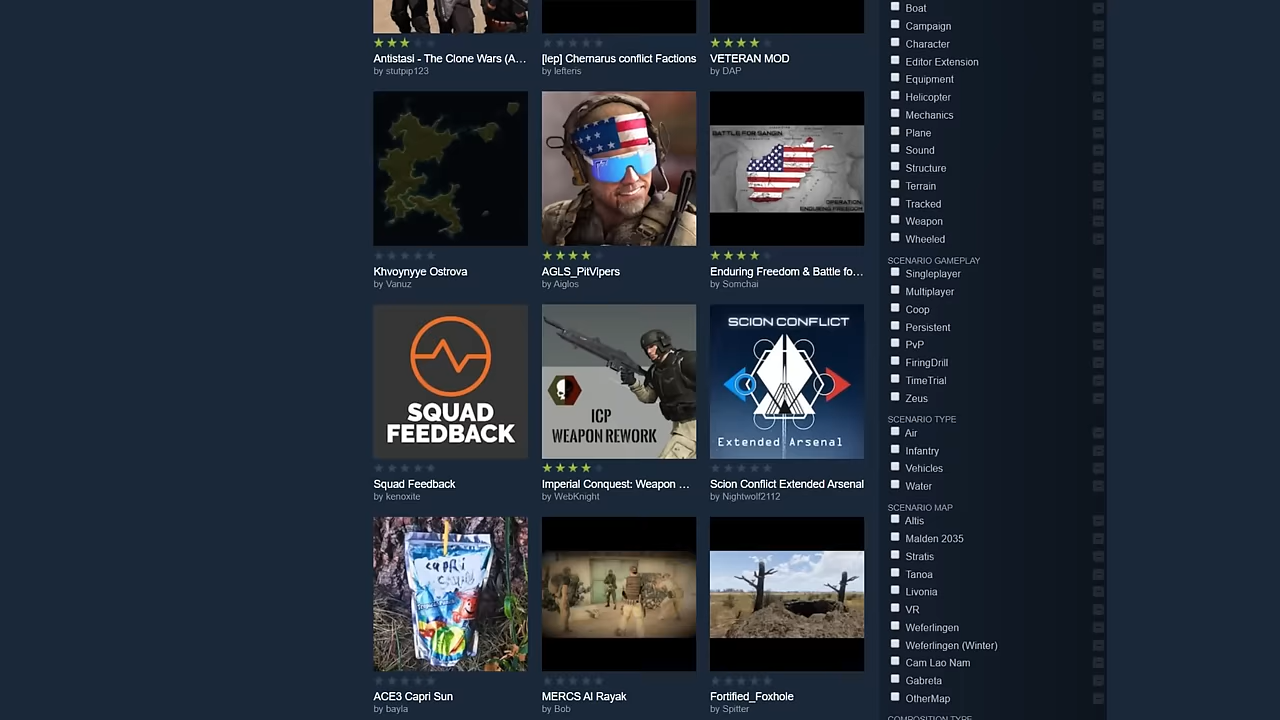 Antistasi - The Clone Wars (A...
by stutpip123
[lep] Chernarus conflict Factions
by lefteris
VETERAN MOD
by DAP
Khvoynyye Ostrova
by Vanuz
AGLS_PitVipers
by Aiglos
BATTLE FOR SANGIN
OPERATION
ENDURING FREEDOM
Enduring Freedom & Battle fo...
by Somchai
SQUAD
FEEDBACK
Squad Feedback
by kenoxite
ICP
WEAPON REWORK
Imperial Conquest: Weapon ...
by WebKnight
SCION CONFLICT
Extended Arsenal
Scion Conflict Extended Arsenal
by Nightwolf2112
ACE3 Capri Sun
by bayla
MERCS Al Rayak
by Bob
Fortified_Foxhole
by Spitter
Boat
Campaign
Character
Editor Extension
Equipment
Helicopter
Mechanics
Plane
Sound
Structure
Terrain
Tracked
Weapon
Wheeled
SCENARIO GAMEPLAY
Singleplayer
Multiplayer
Coop
Persistent
PvP
FiringDrill
TimeTrial
Zeus
SCENARIO TYPE
Air
Infantry
Vehicles
Water
SCENARIO MAP
Altis
Malden 2035
Stratis
Tanoa
Livonia
VR
Weferlingen
Weferlingen (Winter)
Cam Lao Nam
Gabreta
OtherMap
COMPOSITION TYPE